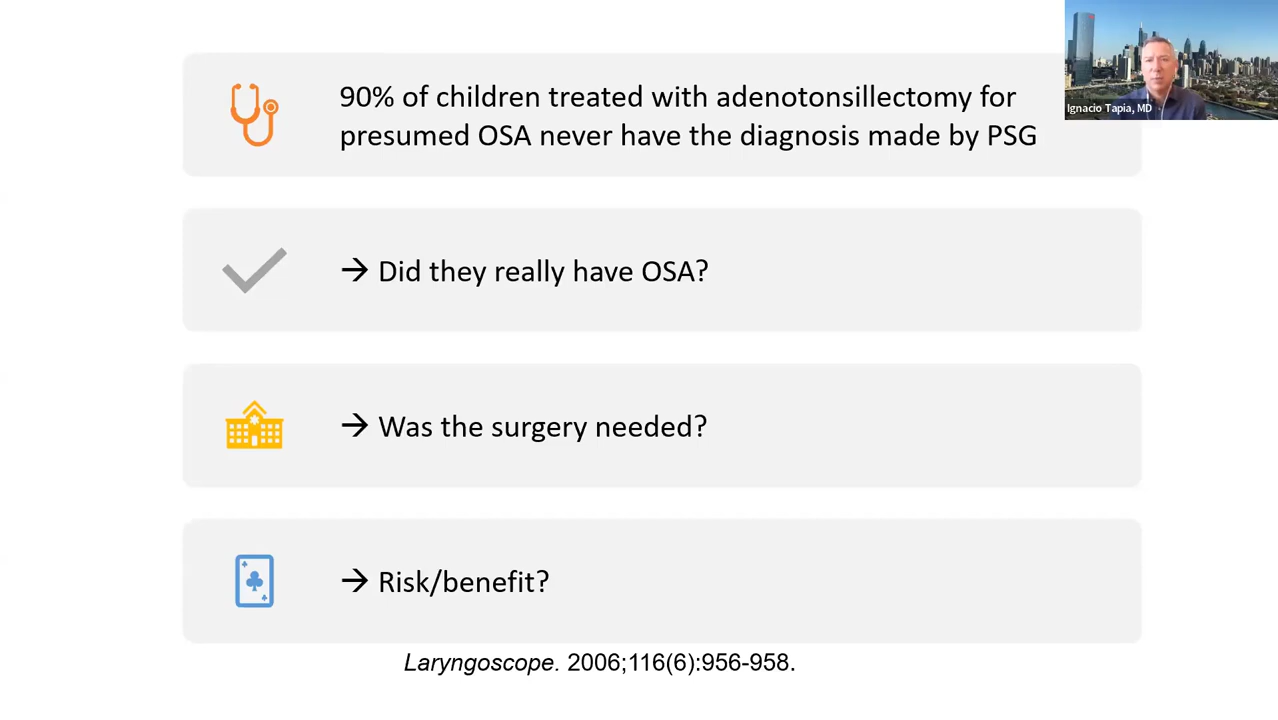 90% of children treated with adenotonsillectomy for
presumed OSA never have the diagnosis made by PSG
Ignacio Tapia, MD
→ Did they really have OSA?
→ Was the surgery needed?
→ Risk/benefit?
Laryngoscope. 2006;116(6):956-958.